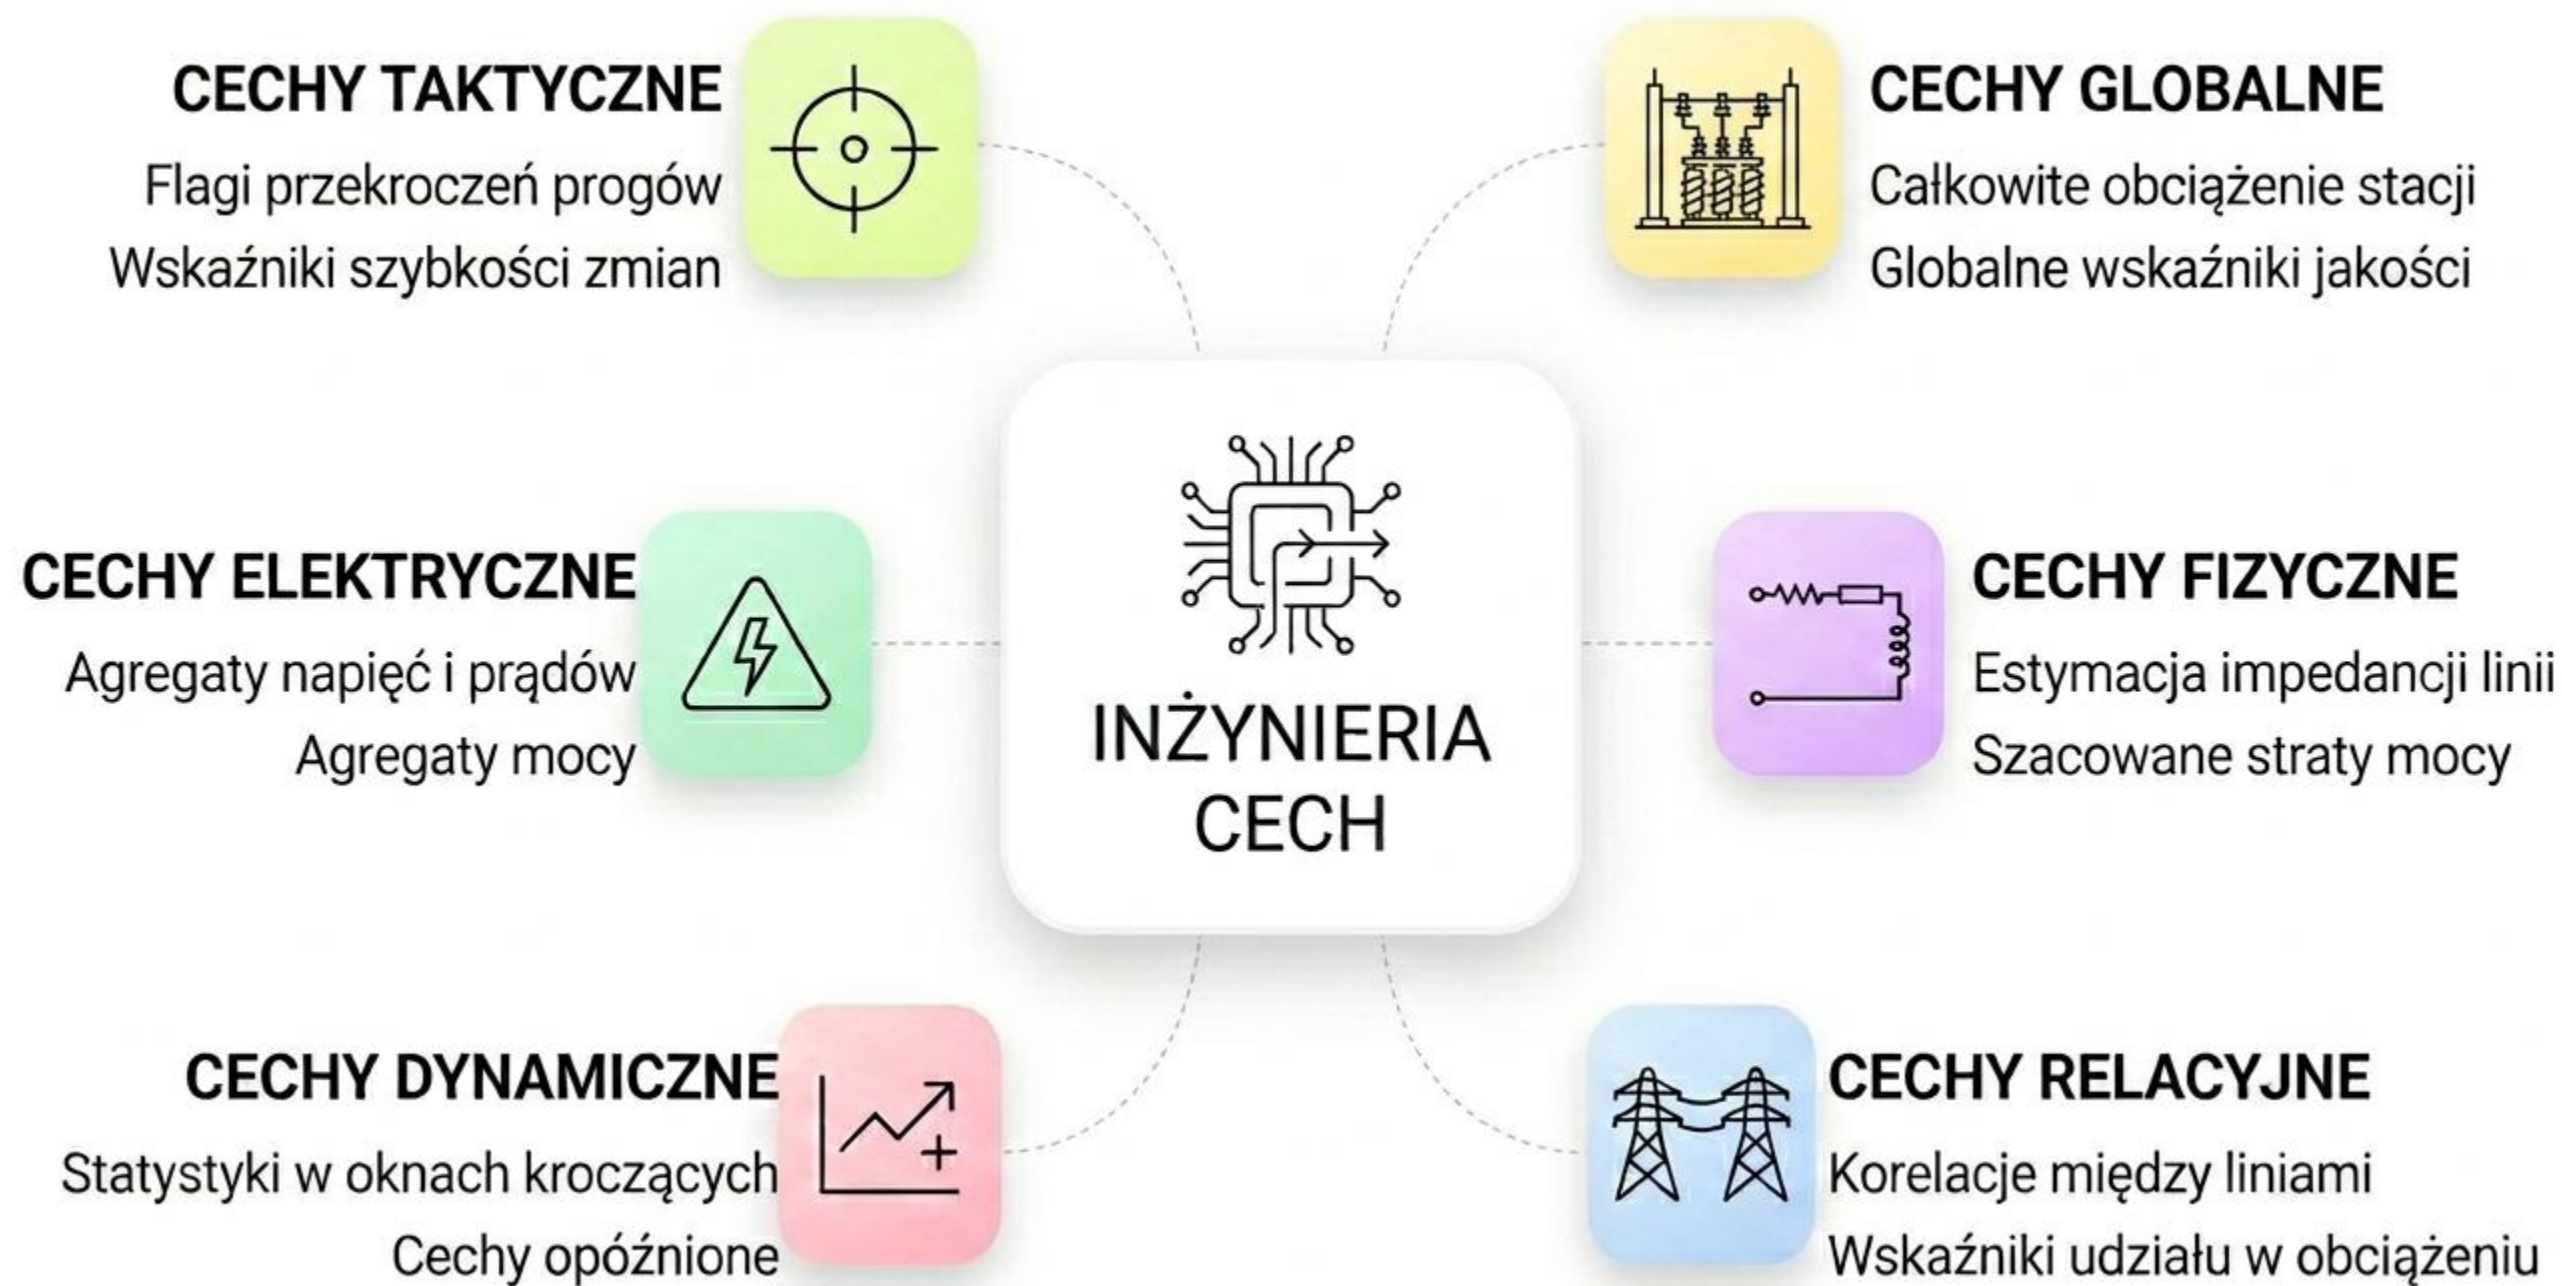 CECHY TAKTYCZNE
Flagi przekroczeń progów
Wskaźniki szybkości zmian
CECHY GLOBALNE
Całkowite obciążenie stacji
Globalne wskaźniki jakości
CECHY ELEKTRYCZNE
Agregaty napięć i prądów
Agregaty mocy
INŻYNIERIA
CECH
CECHY FIZYCZNE
Estymacja impedancji linii
Szacowane straty mocy
CECHY DYNAMICZNE
Statystyki w oknach kroczących
Cechy opóźnione
CECHY RELACYJNE
Korelacje między liniami
Wskaźniki udziału w obciążeniu